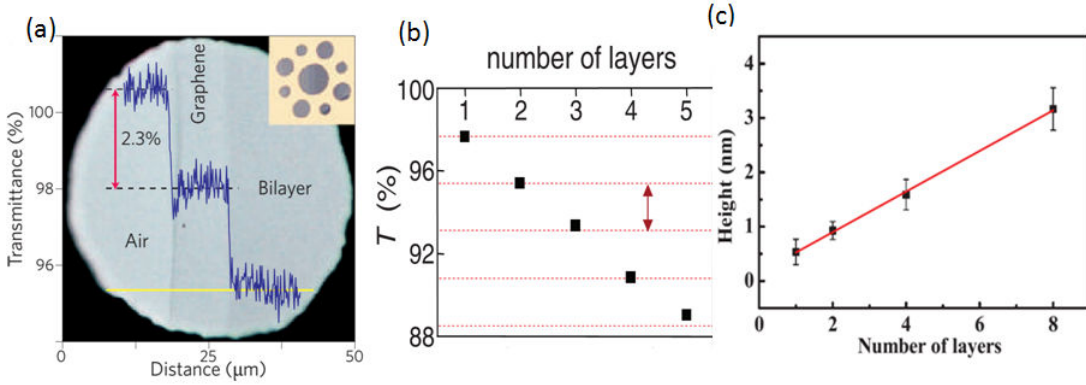 (a)
Transmittance (%)
100
98
96
2.3%
Air
Graphene
Bilayer
0
25
50
Distance (μm)
(b)
number of layers
1 2 3 4 5
T (%)
100
96
92
88
(c)
Height (nm)
4
3
2
1
0
0 2 4 6 8
Number of layers